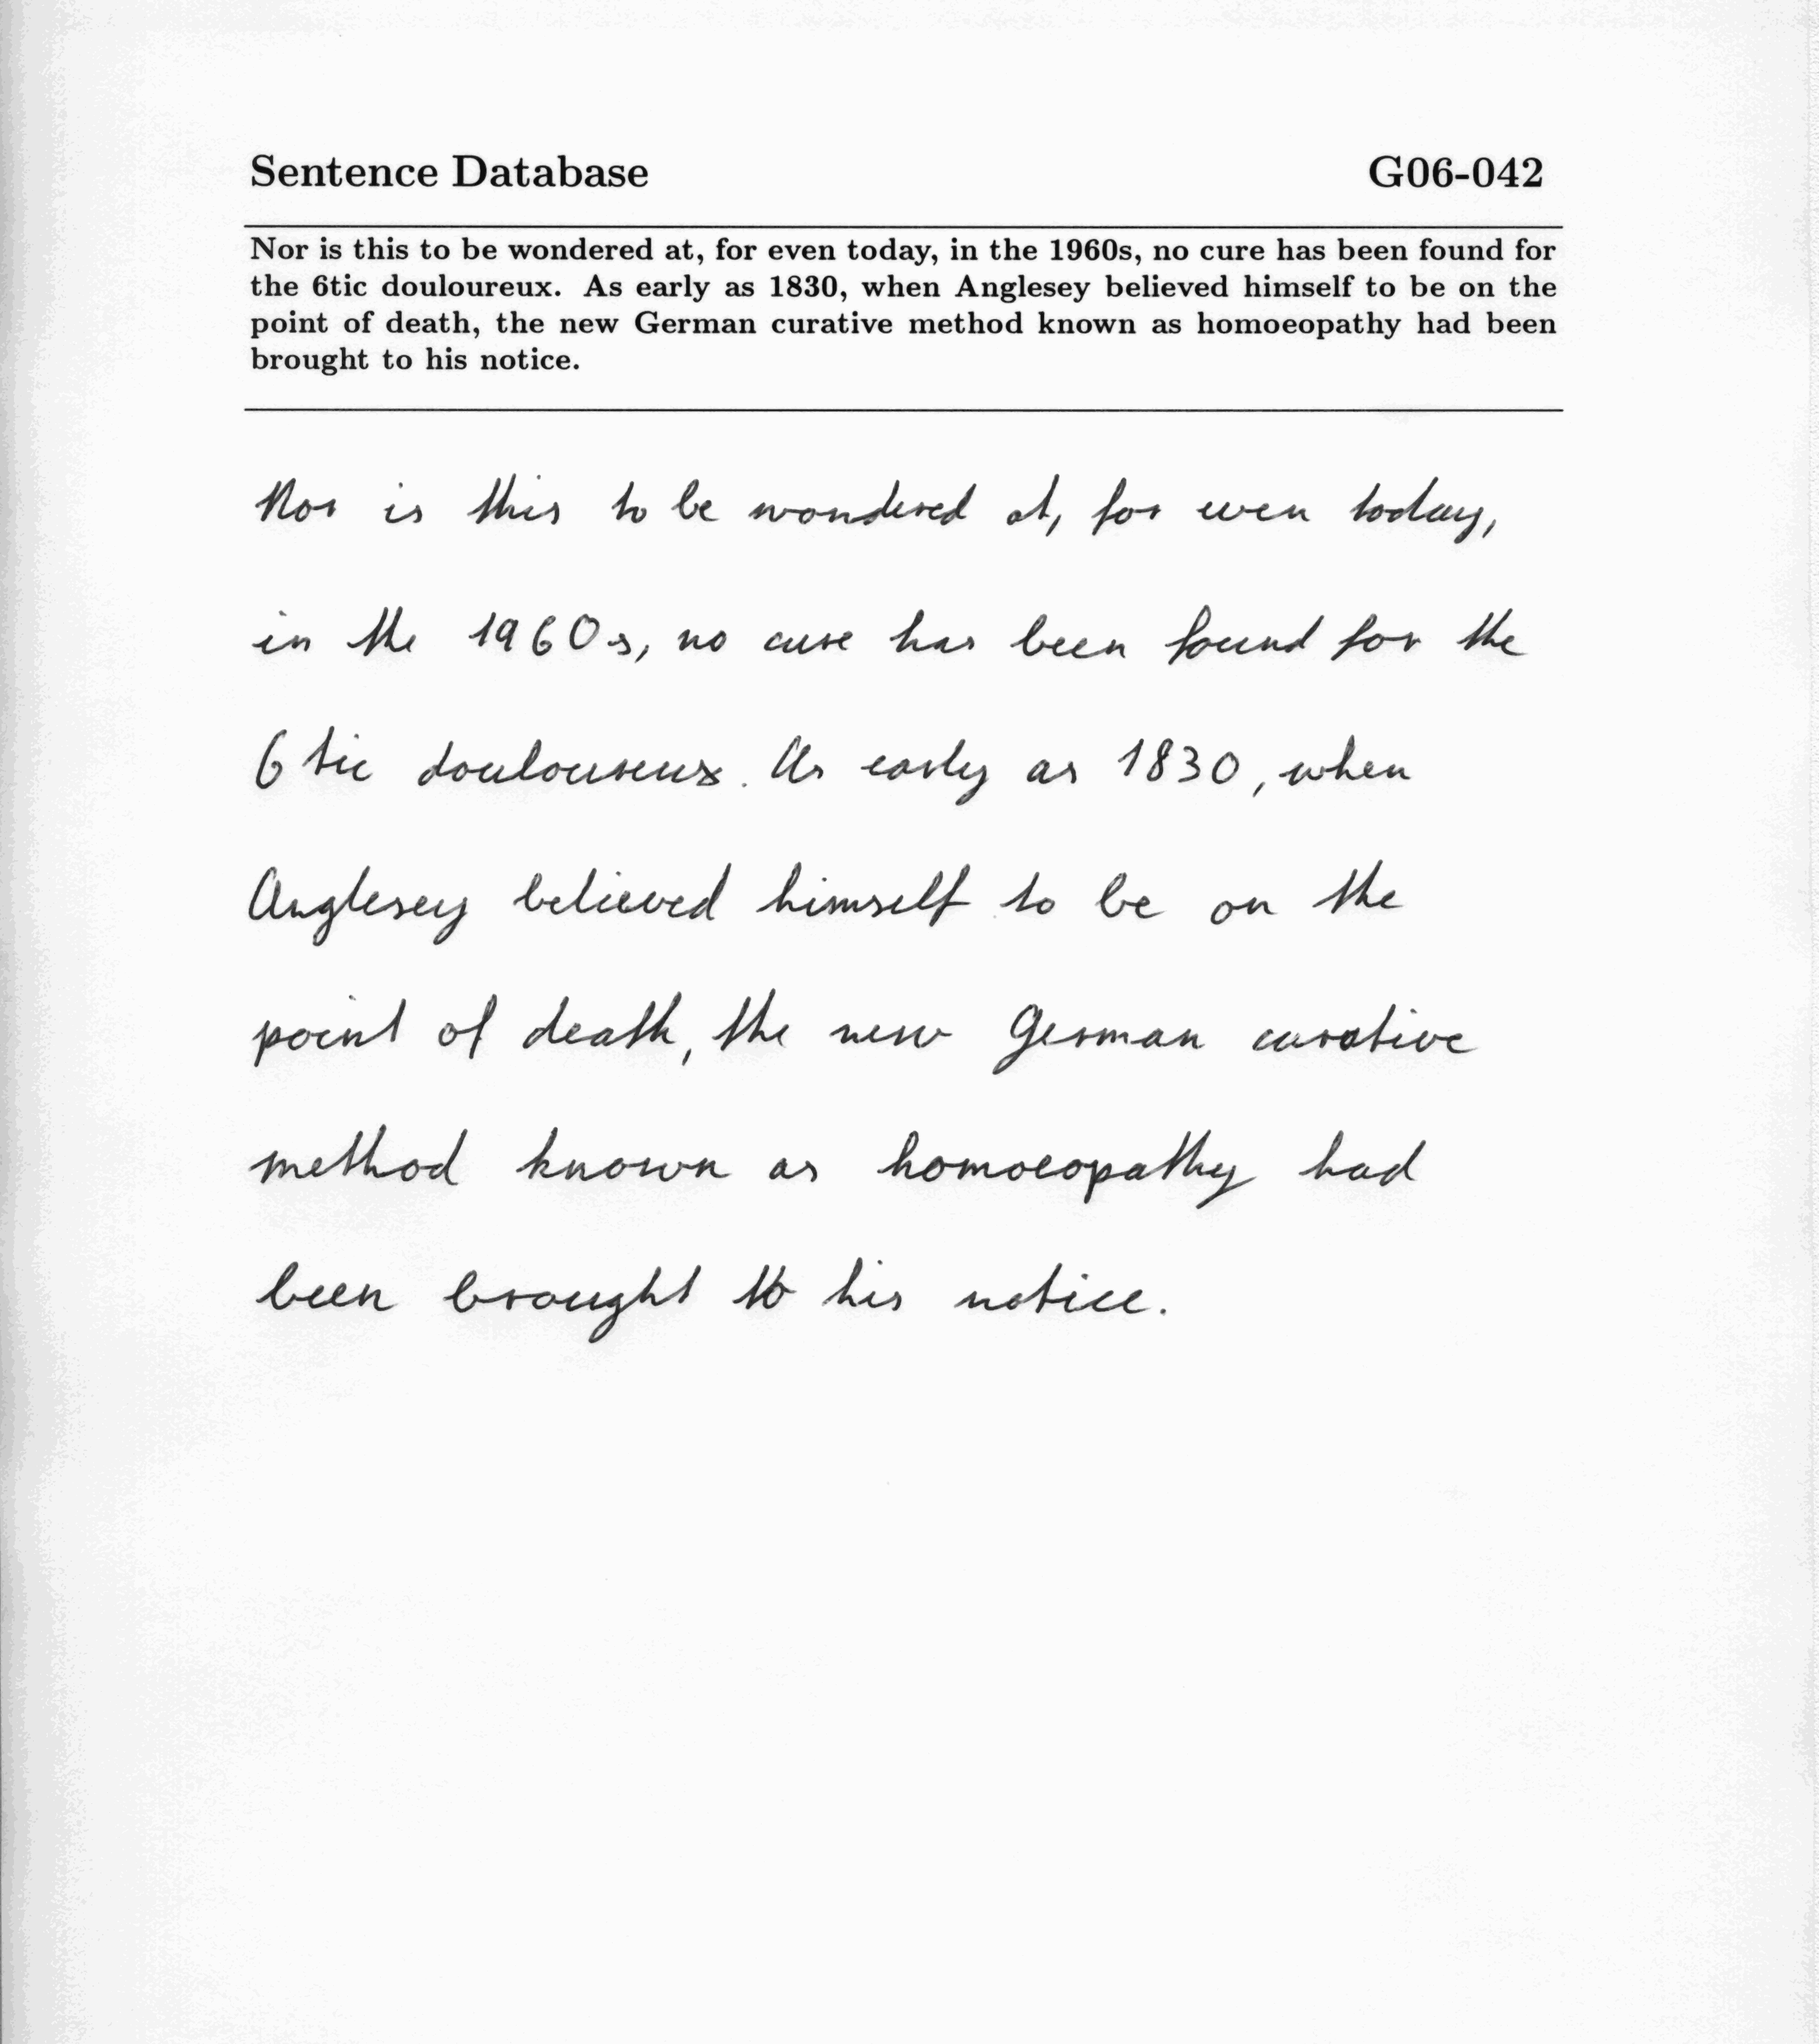 Sentence Database G06-042
Nor is this to be wondered at, for even today, in the 1960s, no cure has been found for
the 6tic douloureux. As early as 1830, when Anglesey believed himself to be on the
point of death, the new German curative method known as homoeopathy had been
brought to his notice.
Nor is this to be wondered at, for even today,
in the 1960s, no cure has been found for the
6 tic douloureux. As early as 1830, when
Anglesey believed himself to be on the
point of death, the new German curative
method known as homoeopathy had
been brought to his notice.